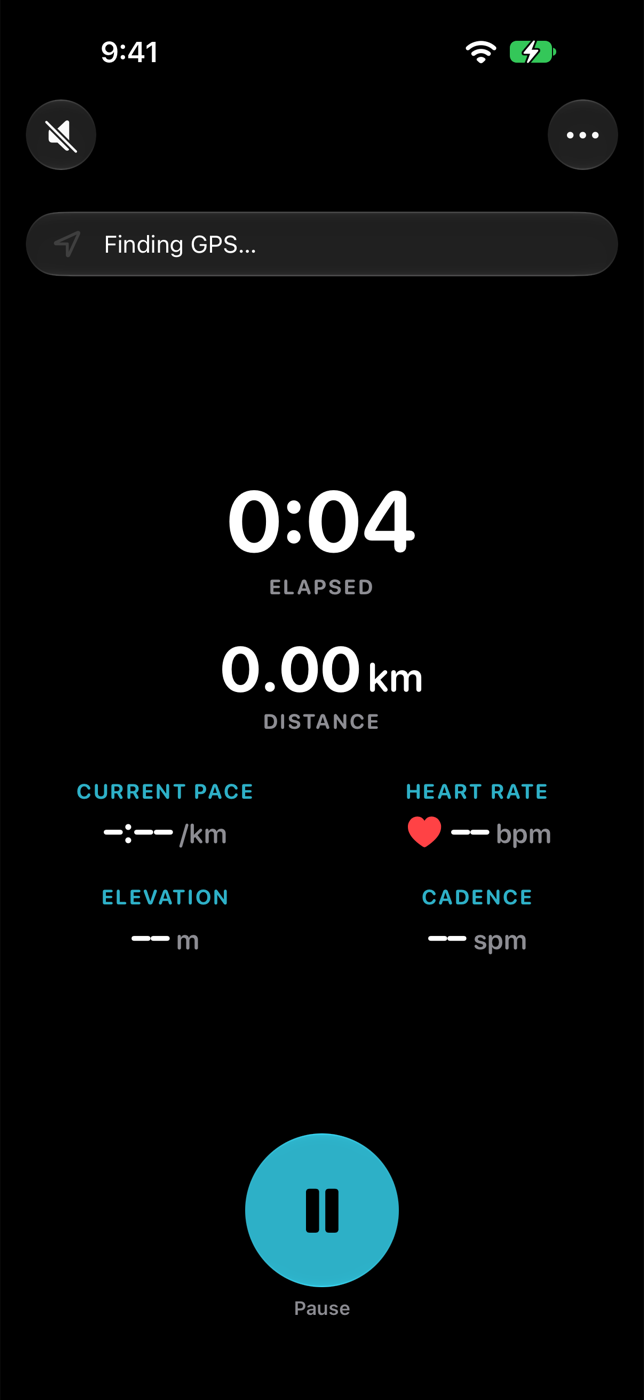 9:41
Finding GPS...
0:04
ELAPSED
0.00 km
DISTANCE
CURRENT PACE HEART RATE
–:–– /km –– bpm
ELEVATION CADENCE
–– m –– spm
Pause